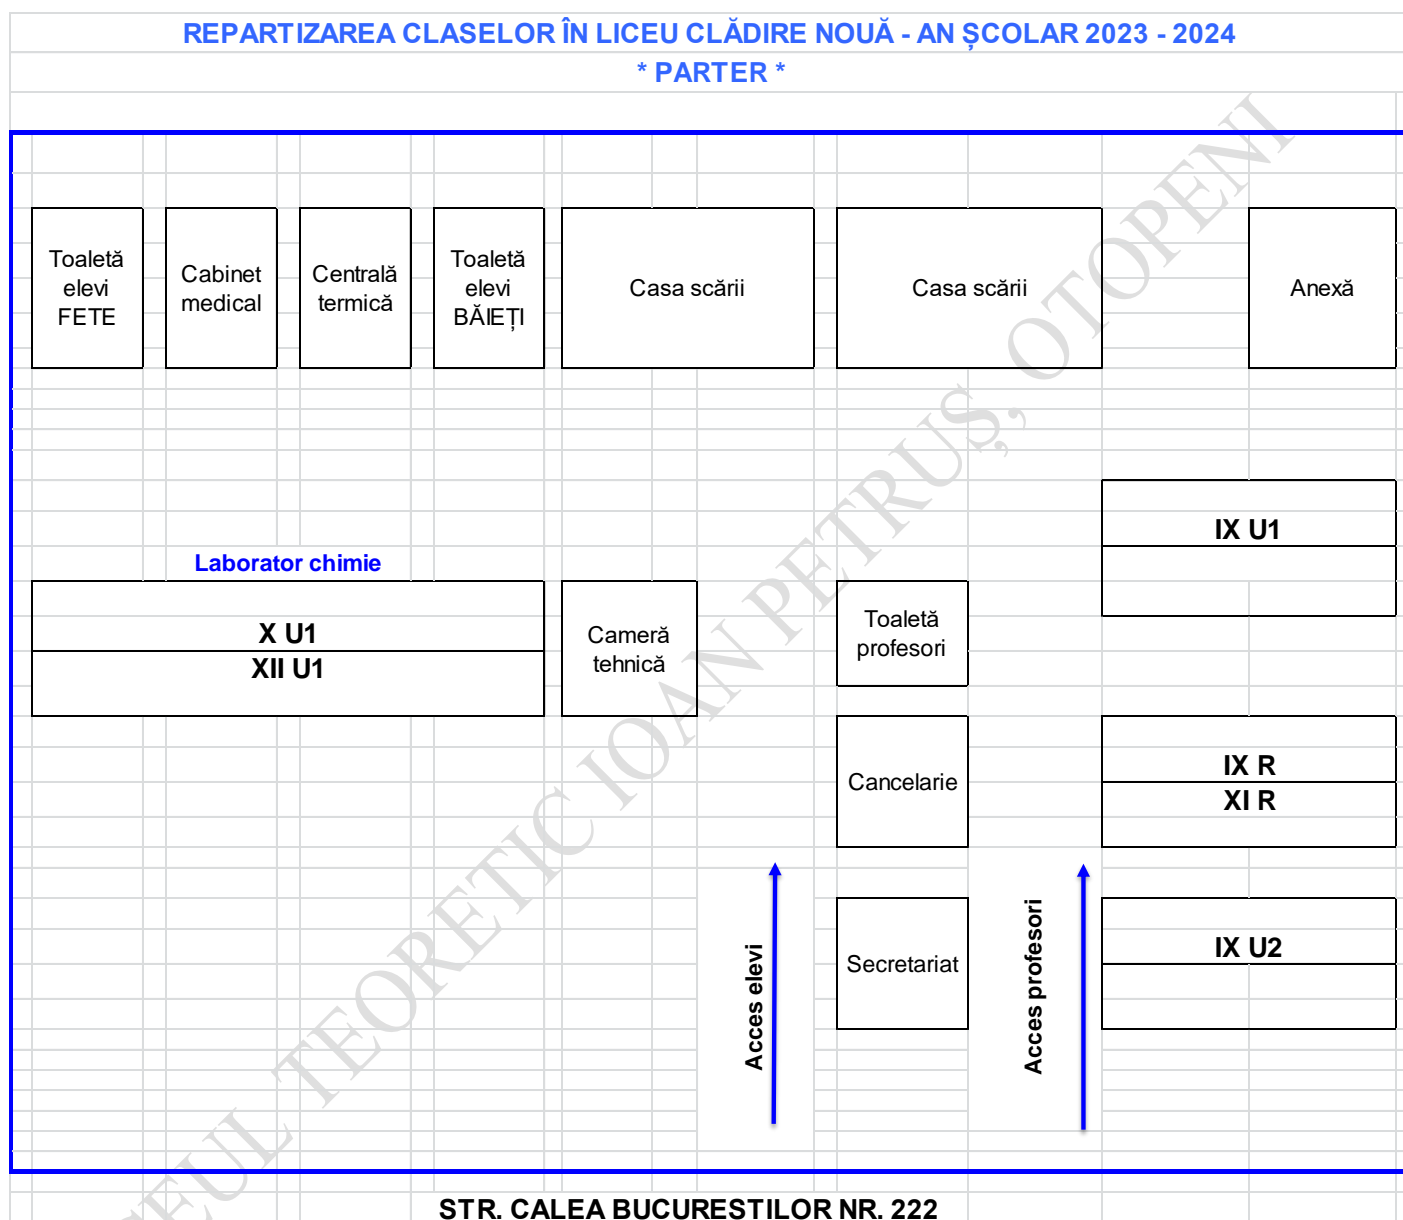 REPARTIZAREA CLASELOR ÎN LICEU CLĂDIRE NOUĂ - AN ȘCOLAR 2023 - 2024
* PARTER *
Toaletă
elevi
FETE
Cabinet
medical
Centrală
termică
Toaletă
elevi
BĂIEȚI
Casa scării
Casa scării
Anexă
IX U1
Laborator chimie
X U1
XII U1
Cameră
tehnică
Toaletă
profesori
Cancelarie
IX R
XI R
Acces elevi
Secretariat
Acces profesori
IX U2
STR. CALEA BUCUREȘTILOR NR. 222
CEUL TEORETIC IOAN PETRUȘ, OTOPENI